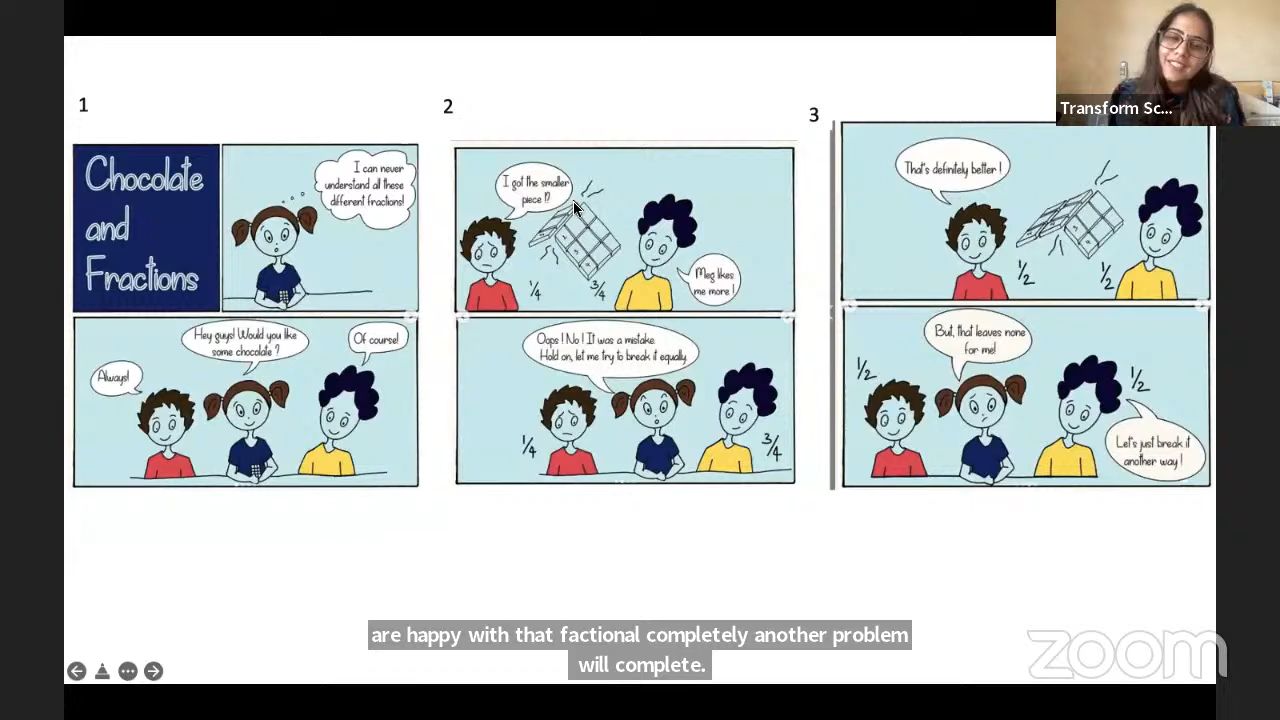 Transform Sc...
1
2
3
Chocolate
and
Fractions
I can never
understand all these
different fractions!
Always!
Hey guys! Would you like
some chocolate ?
Of course!
I got the smaller
piece !?
1/4
3/4
Meg likes
me more !
Oops ! No ! It was a mistake.
Hold on, let me try to break it equally.
1/4
3/4
That's definitely better !
1/2
1/2
But, that leaves none
for me!
1/2
1/2
Let's just break it
another way !
are happy with that factional completely another problem
will complete.
zoom